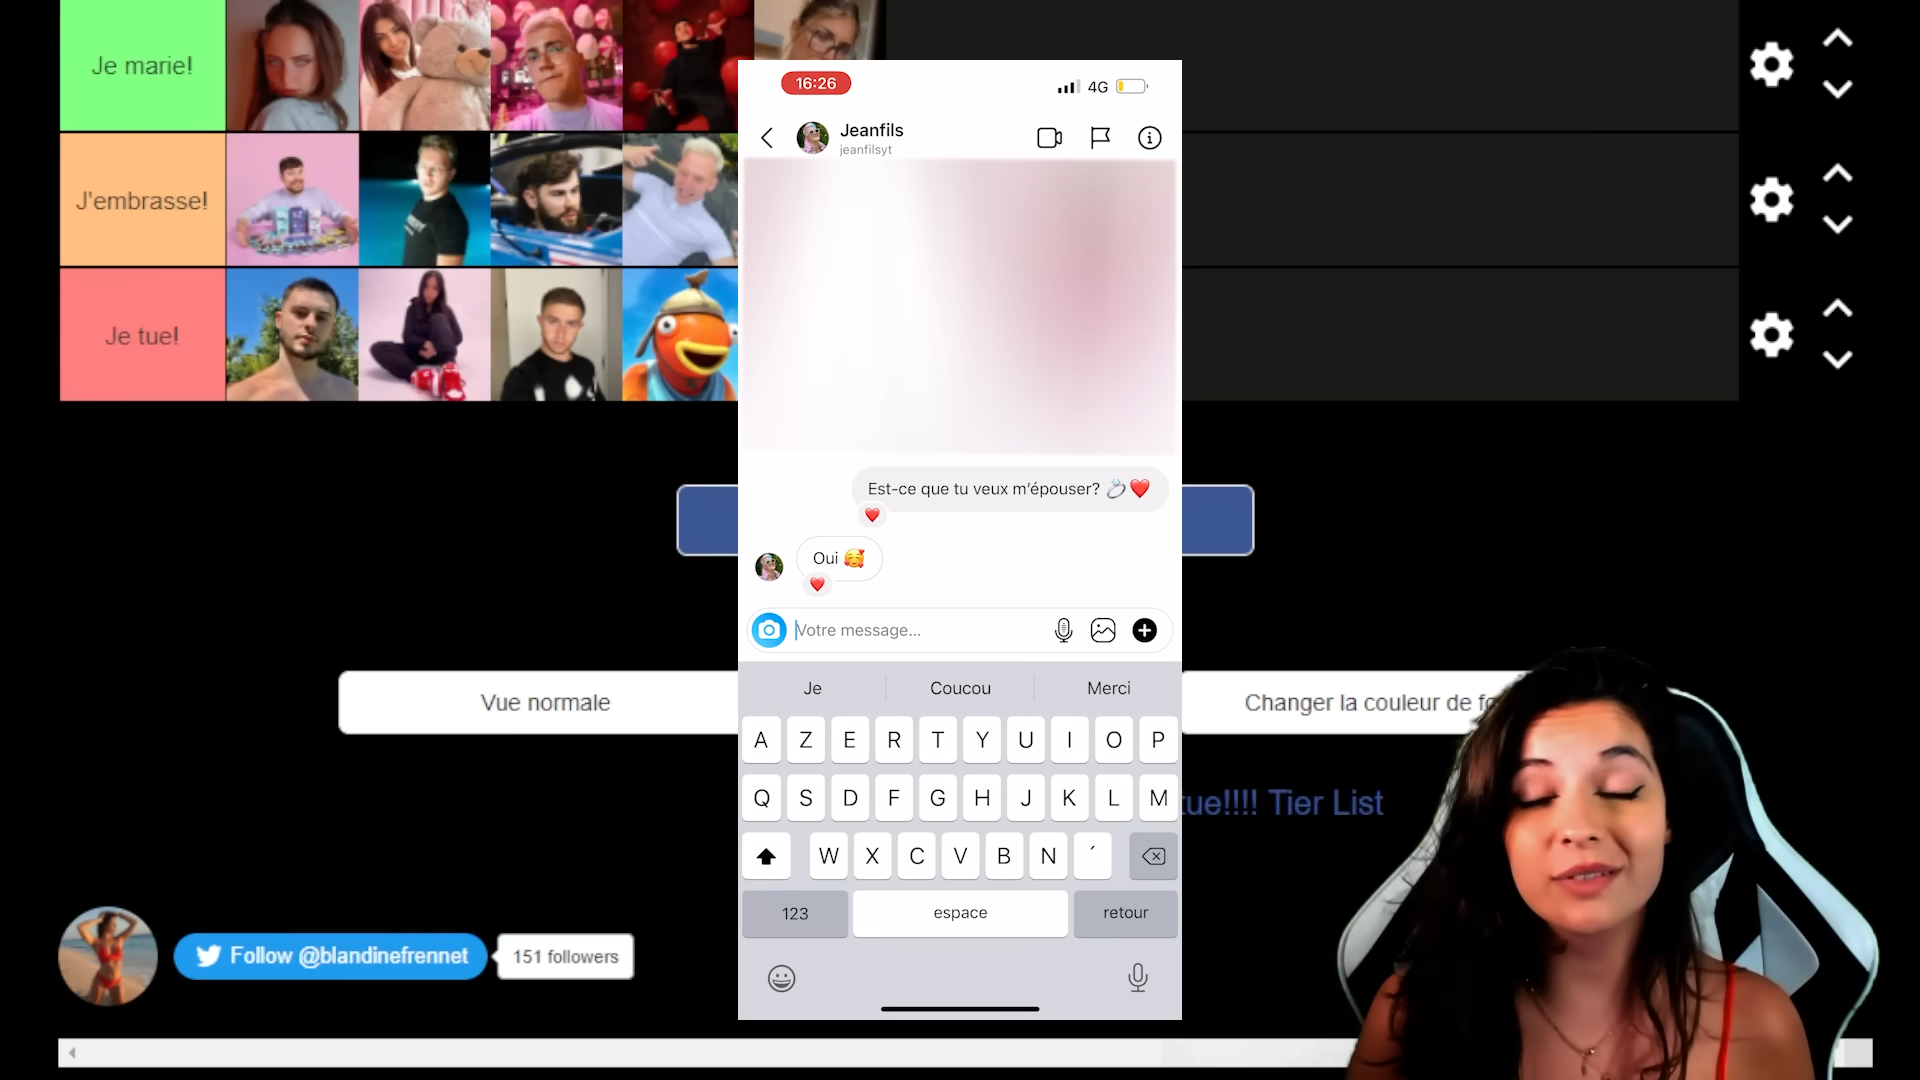 Je marie!
J'embrasse!
Je tue!
16:26
4G
Jeanfils
jeanfilsyt
Est-ce que tu veux m'épouser? 💍❤️
❤️
Oui 🥰
❤️
Votre message...
Je Coucou Merci
A Z E R T Y U I O P
Q S D F G H J K L M
W X C V B N ´
123 espace retour
Vue normale
Changer la couleur de fo
tue!!!! Tier List
Follow @blandinefrennet
151 followers